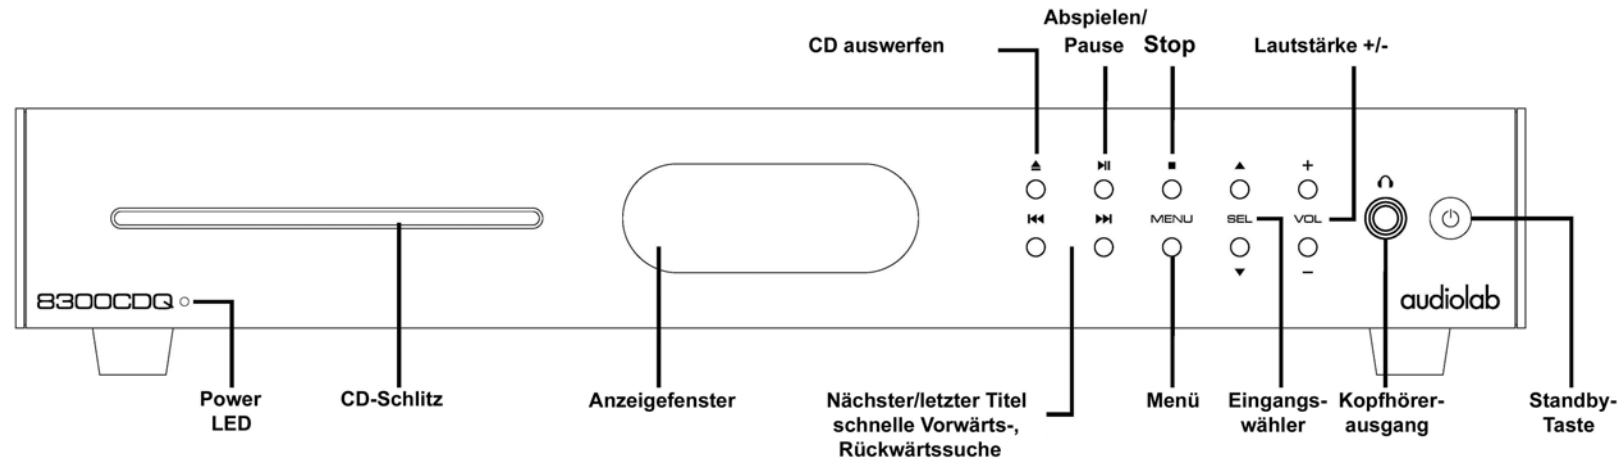 Abspielen/
Pause
CD auswerfen
Stop
Lautstärke +/-
MENU
SEL
VOL
8300CDQ
audiolab
Power
LED
CD-Schlitz
Anzeigefenster
Nächster/letzter Titel
schnelle Vorwärts-,
Rückwärtssuche
Menü
Eingangs-
wähler
Kopfhörer-
ausgang
Standby-
Taste